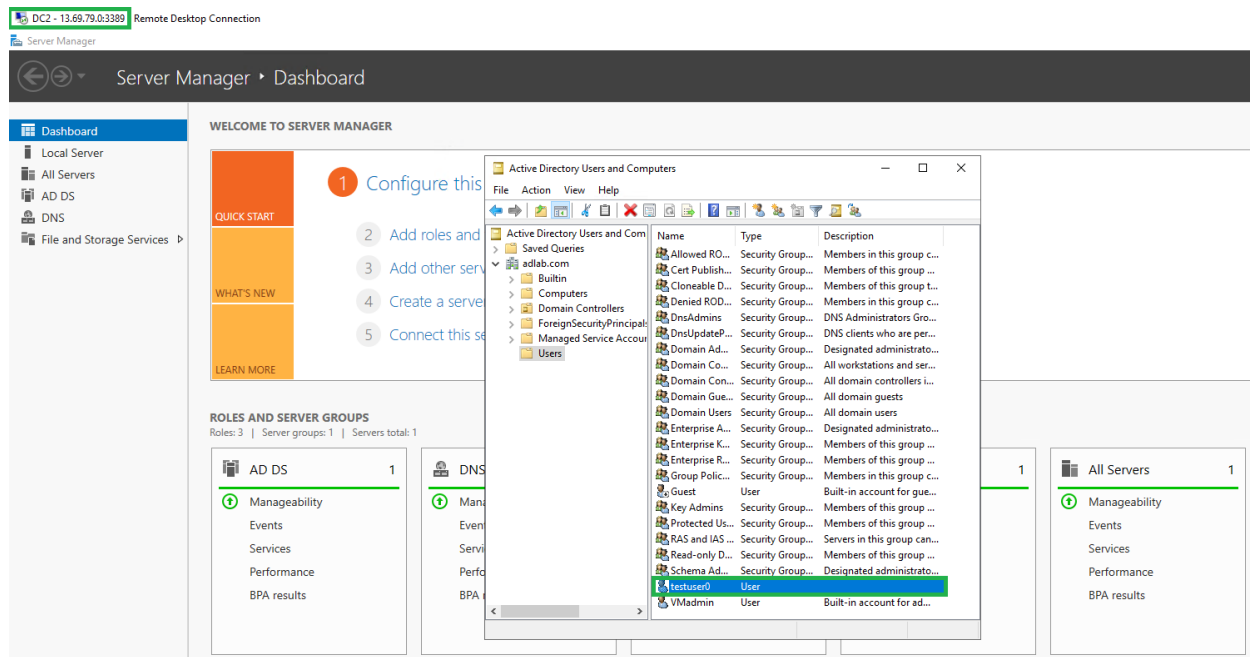 DC2 - 13.69.79.0:3389 Remote Desktop Connection
Server Manager
Server Manager • Dashboard
Dashboard
Local Server
All Servers
AD DS
DNS
File and Storage Services
WELCOME TO SERVER MANAGER
QUICK START
WHAT'S NEW
LEARN MORE
1 Configure this
2 Add roles and
3 Add other serv
4 Create a serve
5 Connect this se
ROLES AND SERVER GROUPS
Roles: 3 | Server groups: 1 | Servers total: 1
AD DS 1
Manageability
Events
Services
Performance
BPA results
DNS
Mana
Even
Servi
Perfo
BPA r
1
All Servers 1
Manageability
Events
Services
Performance
BPA results
Active Directory Users and Computers
File Action View Help
Active Directory Users and Com
Saved Queries
adlab.com
Builtin
Computers
Domain Controllers
ForeignSecurityPrincipals
Managed Service Accoun
Users
Name Type Description
Allowed RO... Security Group... Members in this group c...
Cert Publish... Security Group... Members of this group ...
Cloneable D... Security Group... Members of this group t...
Denied ROD... Security Group... Members in this group c...
DnsAdmins Security Group... DNS Administrators Gro...
DnsUpdateP... Security Group... DNS clients who are per...
Domain Ad... Security Group... Designated administrato...
Domain Co... Security Group... All workstations and ser...
Domain Con... Security Group... All domain controllers i...
Domain Gue... Security Group... All domain guests
Domain Users Security Group... All domain users
Enterprise A... Security Group... Designated administrato...
Enterprise K... Security Group... Members of this group ...
Enterprise R... Security Group... Members of this group ...
Group Polic... Security Group... Members in this group c...
Guest User Built-in account for gue...
Key Admins Security Group... Members of this group ...
Protected Us... Security Group... Members of this group ...
RAS and IAS ... Security Group... Servers in this group can...
Read-only D... Security Group... Members of this group ...
Schema Ad... Security Group... Designated administrato...
testuser0 User
VMadmin User Built-in account for ad...